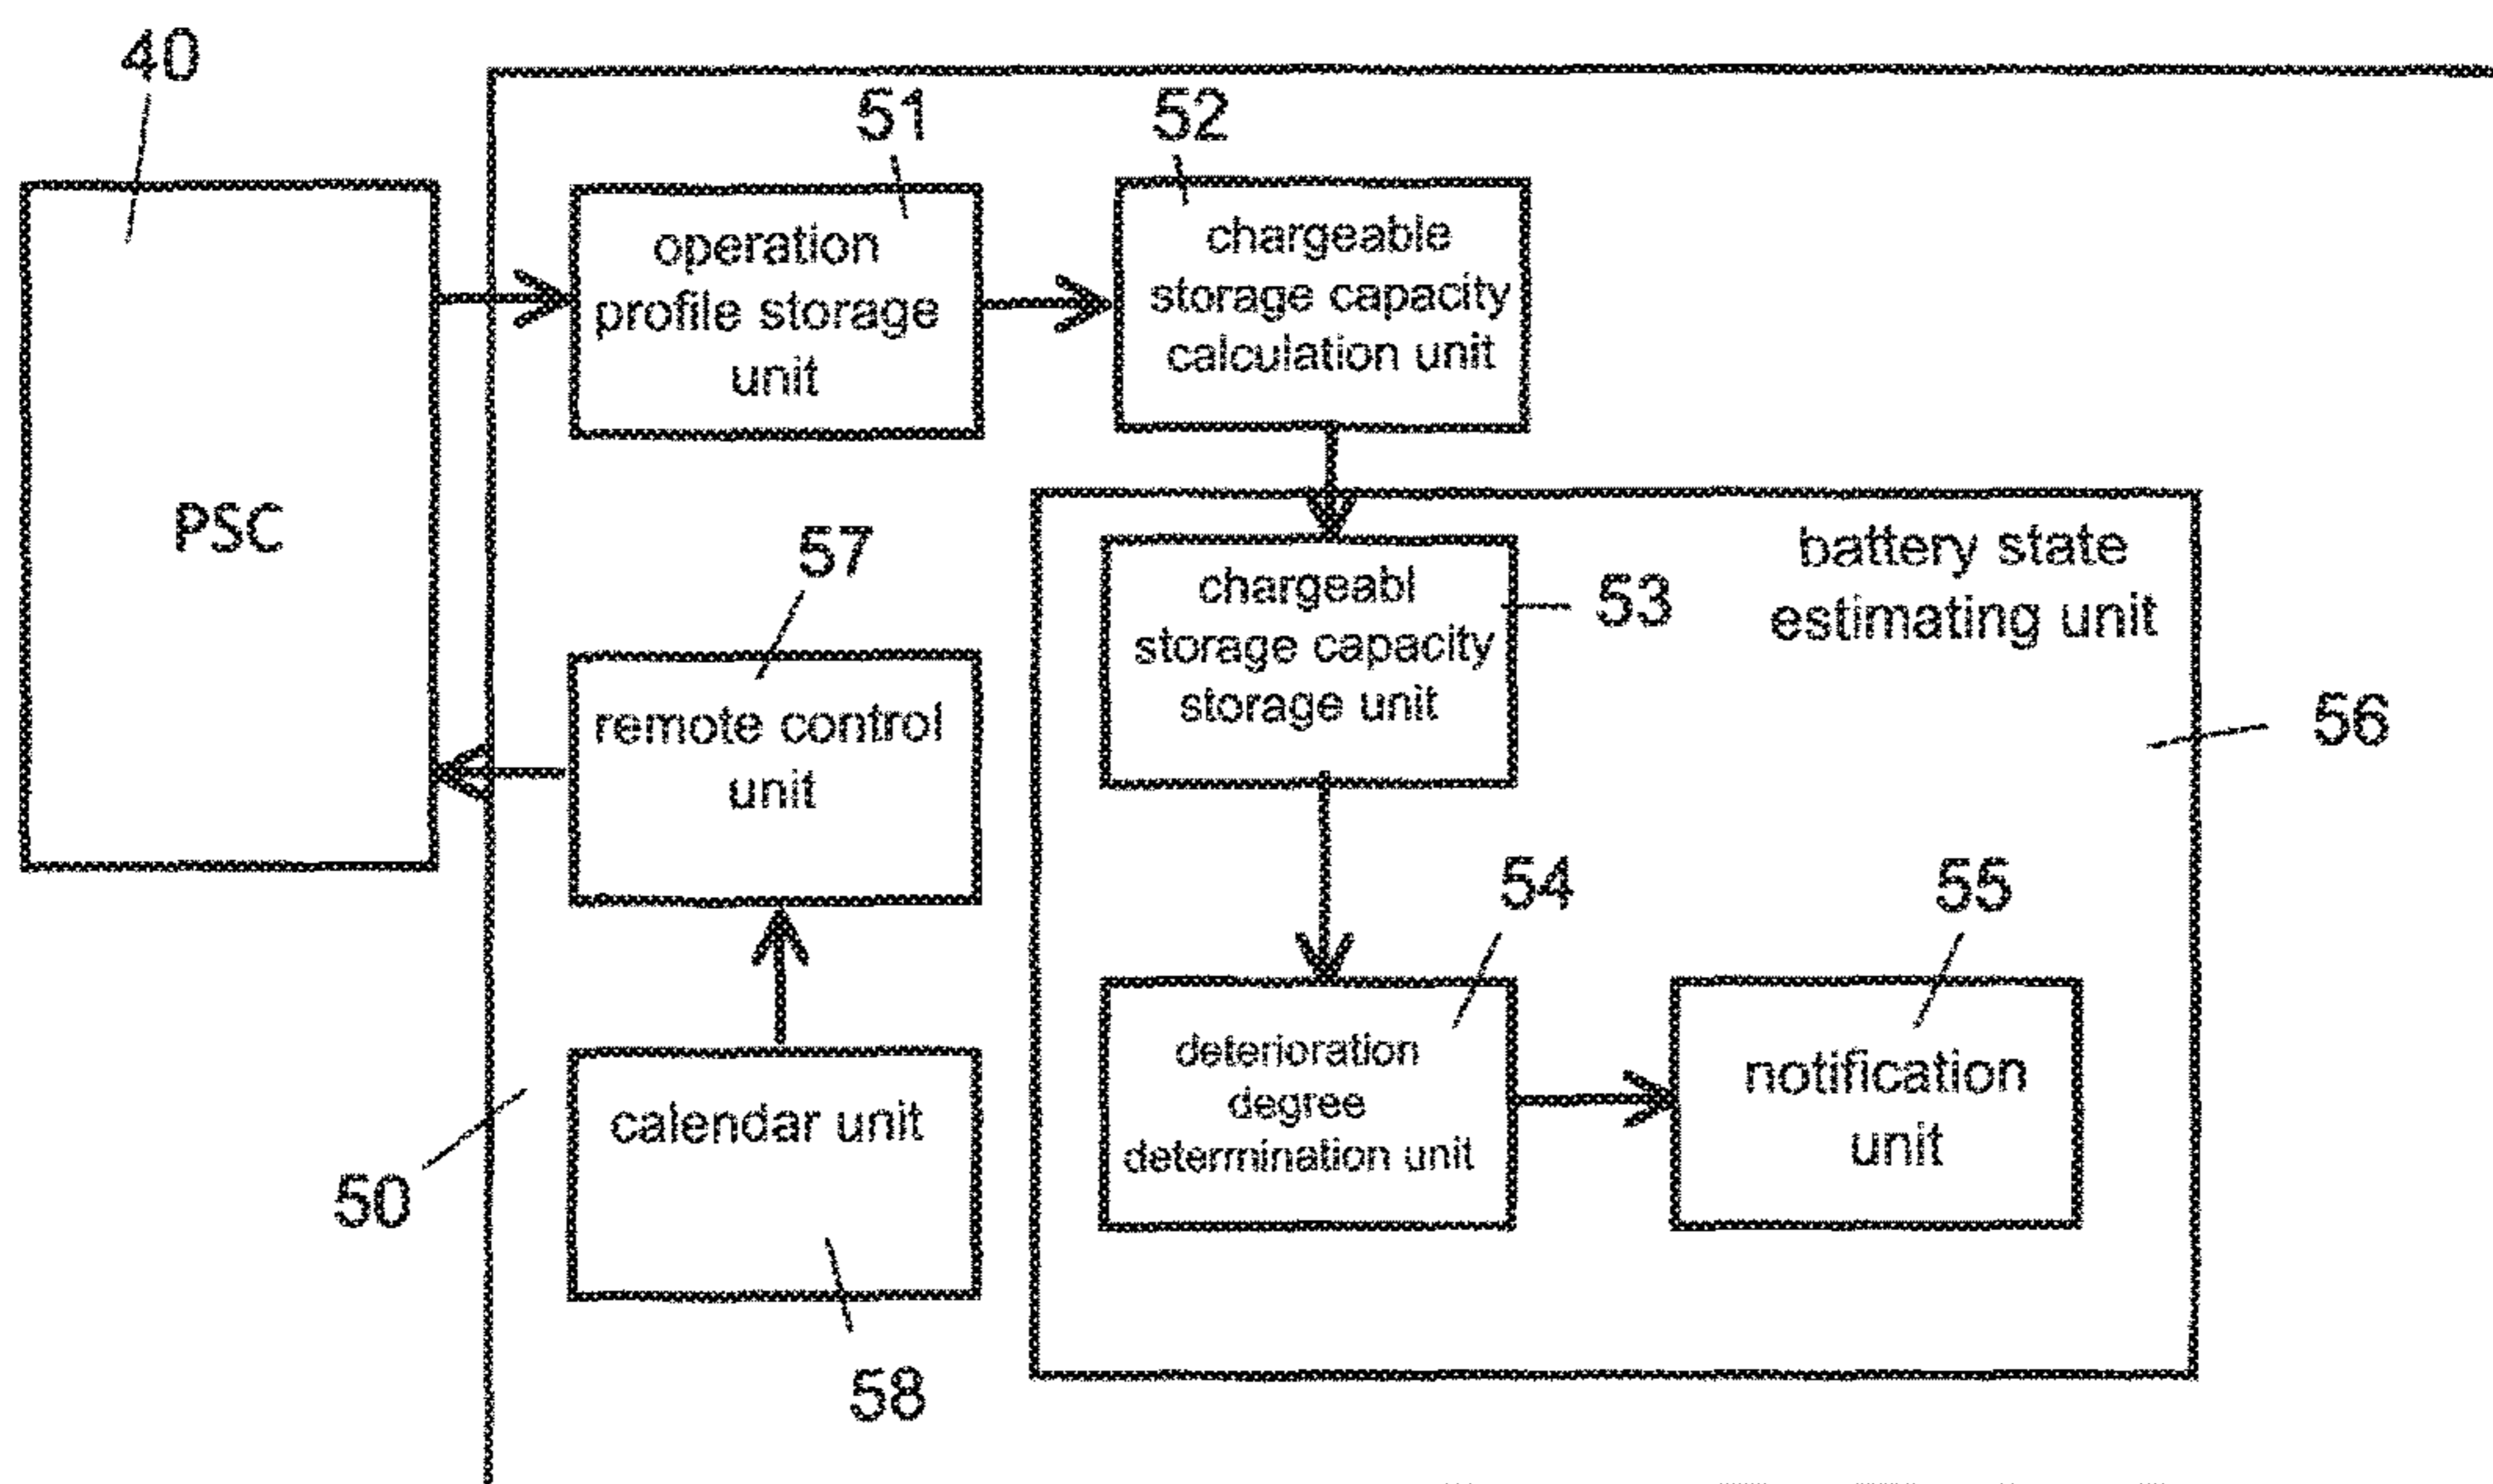 40
51
52
operation
profile storage
unit
chargeable
storage capacity
calculation unit
PSC
57
battery state
estimating unit
chargeabl
storage capacity
storage unit
53
remote control
unit
56
54
55
deterioration
degree
determination unit
notification
unit
calendar unit
50
58